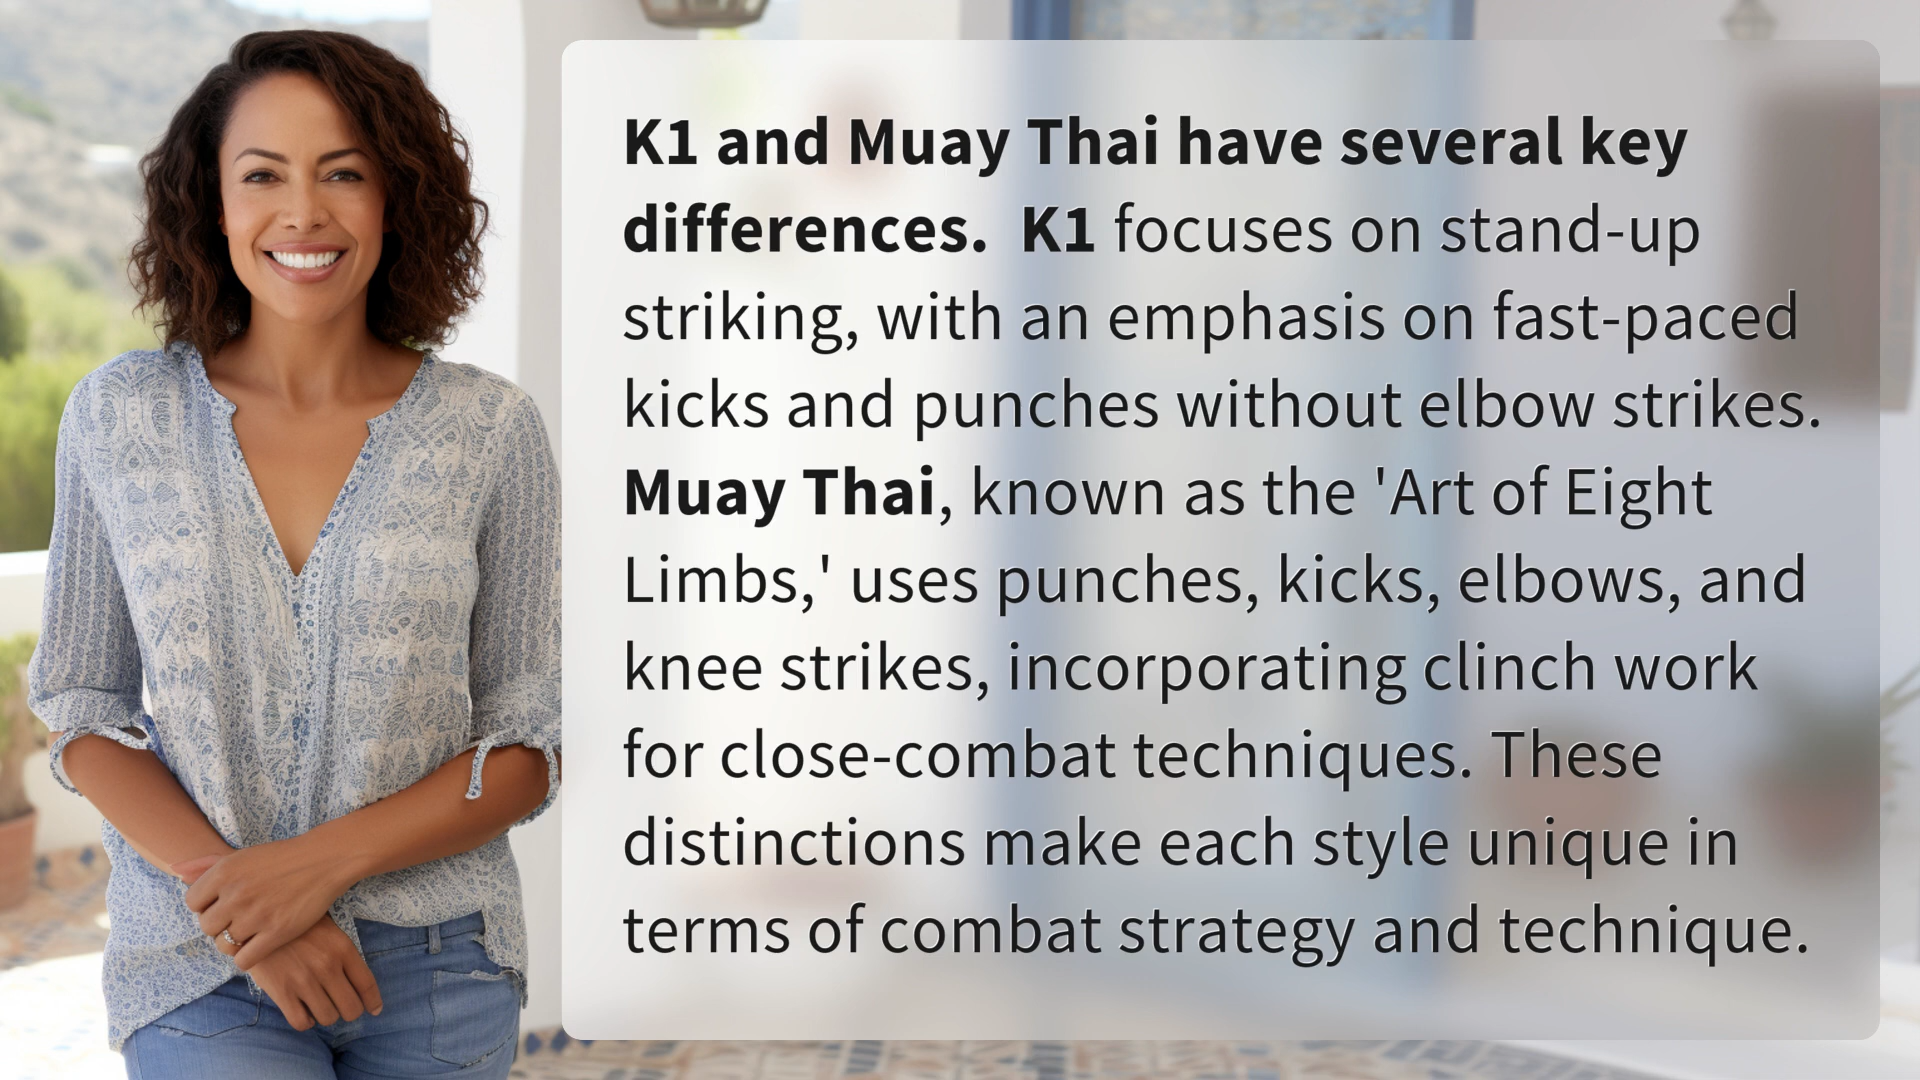 K1 and Muay Thai have several key
differences.  K1 focuses on stand-up
striking, with an emphasis on fast-paced
kicks and punches without elbow strikes.
Muay Thai, known as the 'Art of Eight
Limbs,' uses punches, kicks, elbows, and
knee strikes, incorporating clinch work
for close-combat techniques. These
distinctions make each style unique in
terms of combat strategy and technique.